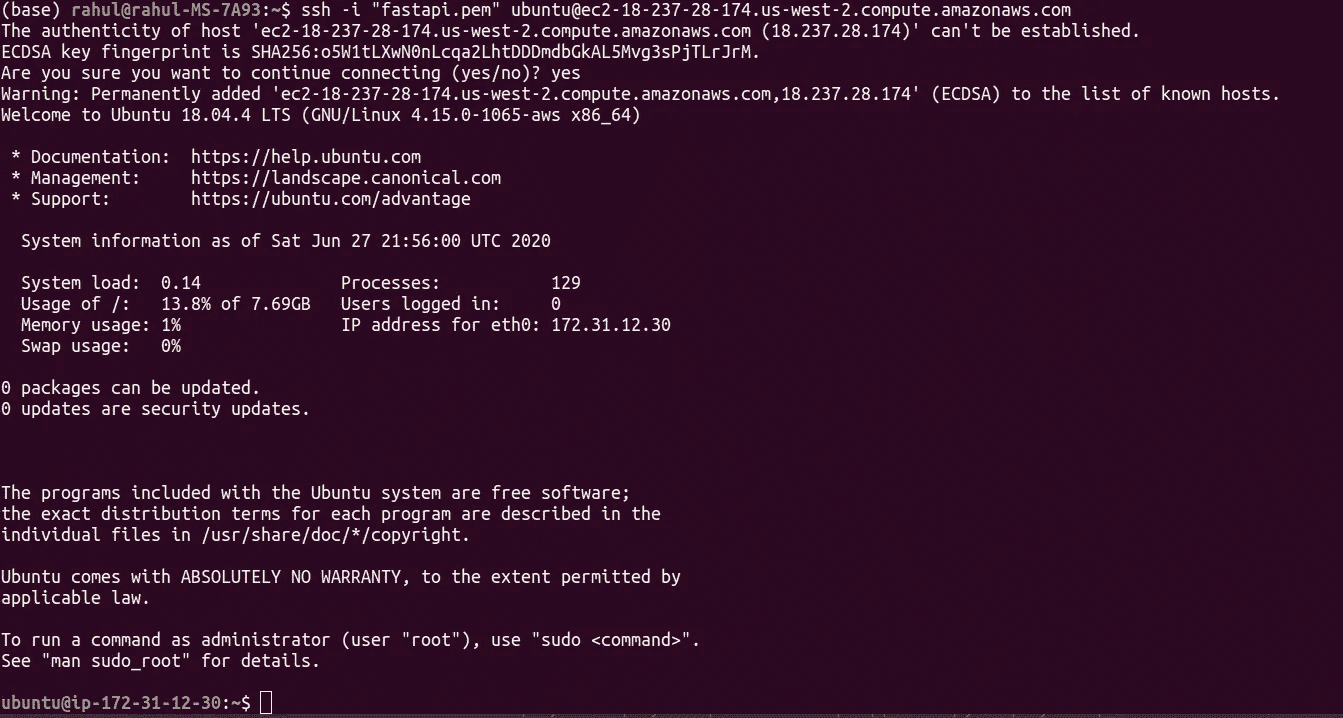 (base) rahul@rahul-MS-7A93:~$ ssh -i "fastapi.pem" ubuntu@ec2-18-237-28-174.us-west-2.compute.amazonaws.com
The authenticity of host 'ec2-18-237-28-174.us-west-2.compute.amazonaws.com (18.237.28.174)' can't be established.
ECDSA key fingerprint is SHA256:o5W1tLXwN0nLcqa2LhtDDDmdbGkAL5Mvg3sPjTLrJrM.
Are you sure you want to continue connecting (yes/no)? yes
Warning: Permanently added 'ec2-18-237-28-174.us-west-2.compute.amazonaws.com,18.237.28.174' (ECDSA) to the list of known hosts.
Welcome to Ubuntu 18.04.4 LTS (GNU/Linux 4.15.0-1065-aws x86_64)

 * Documentation:  https://help.ubuntu.com
 * Management:     https://landscape.canonical.com
 * Support:        https://ubuntu.com/advantage

  System information as of Sat Jun 27 21:56:00 UTC 2020

  System load:  0.14              Processes:           129
  Usage of /:   13.8% of 7.69GB   Users logged in:     0
  Memory usage: 1%                IP address for eth0: 172.31.12.30
  Swap usage:   0%

0 packages can be updated.
0 updates are security updates.

The programs included with the Ubuntu system are free software;
the exact distribution terms for each program are described in the
individual files in /usr/share/doc/*/copyright.

Ubuntu comes with ABSOLUTELY NO WARRANTY, to the extent permitted by
applicable law.

To run a command as administrator (user "root"), use "sudo <command>".
See "man sudo_root" for details.

ubuntu@ip-172-31-12-30:~$